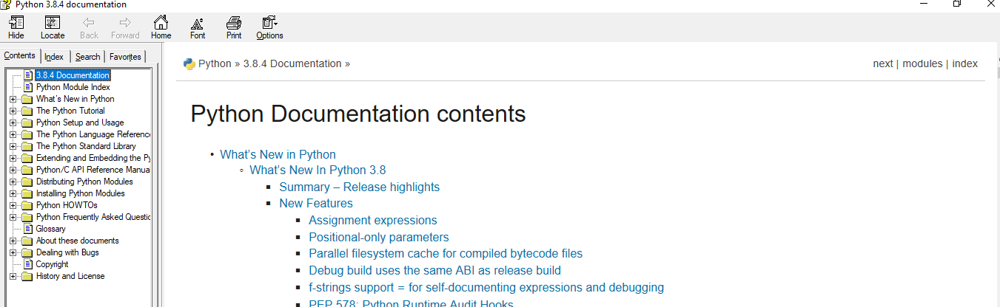 Python 3.8.4 documentation
Hide Locate Back Forward Home Font Print Options
Contents Index Search Favorites
3.8.4 Documentation
Python Module Index
What's New in Python
The Python Tutorial
Python Setup and Usage
The Python Language Referenc
The Python Standard Library
Extending and Embedding the Py
Python/C API Reference Manua
Distributing Python Modules
Installing Python Modules
Python HOWTOs
Python Frequently Asked Questic
Glossary
About these documents
Dealing with Bugs
Copyright
History and License
Python » 3.8.4 Documentation »
next | modules | index
Python Documentation contents
• What’s New in Python
◦ What’s New In Python 3.8
▪ Summary – Release highlights
▪ New Features
▪ Assignment expressions
▪ Positional-only parameters
▪ Parallel filesystem cache for compiled bytecode files
▪ Debug build uses the same ABI as release build
▪ f-strings support = for self-documenting expressions and debugging
▪ PEP 578: Python Runtime Audit Hooks